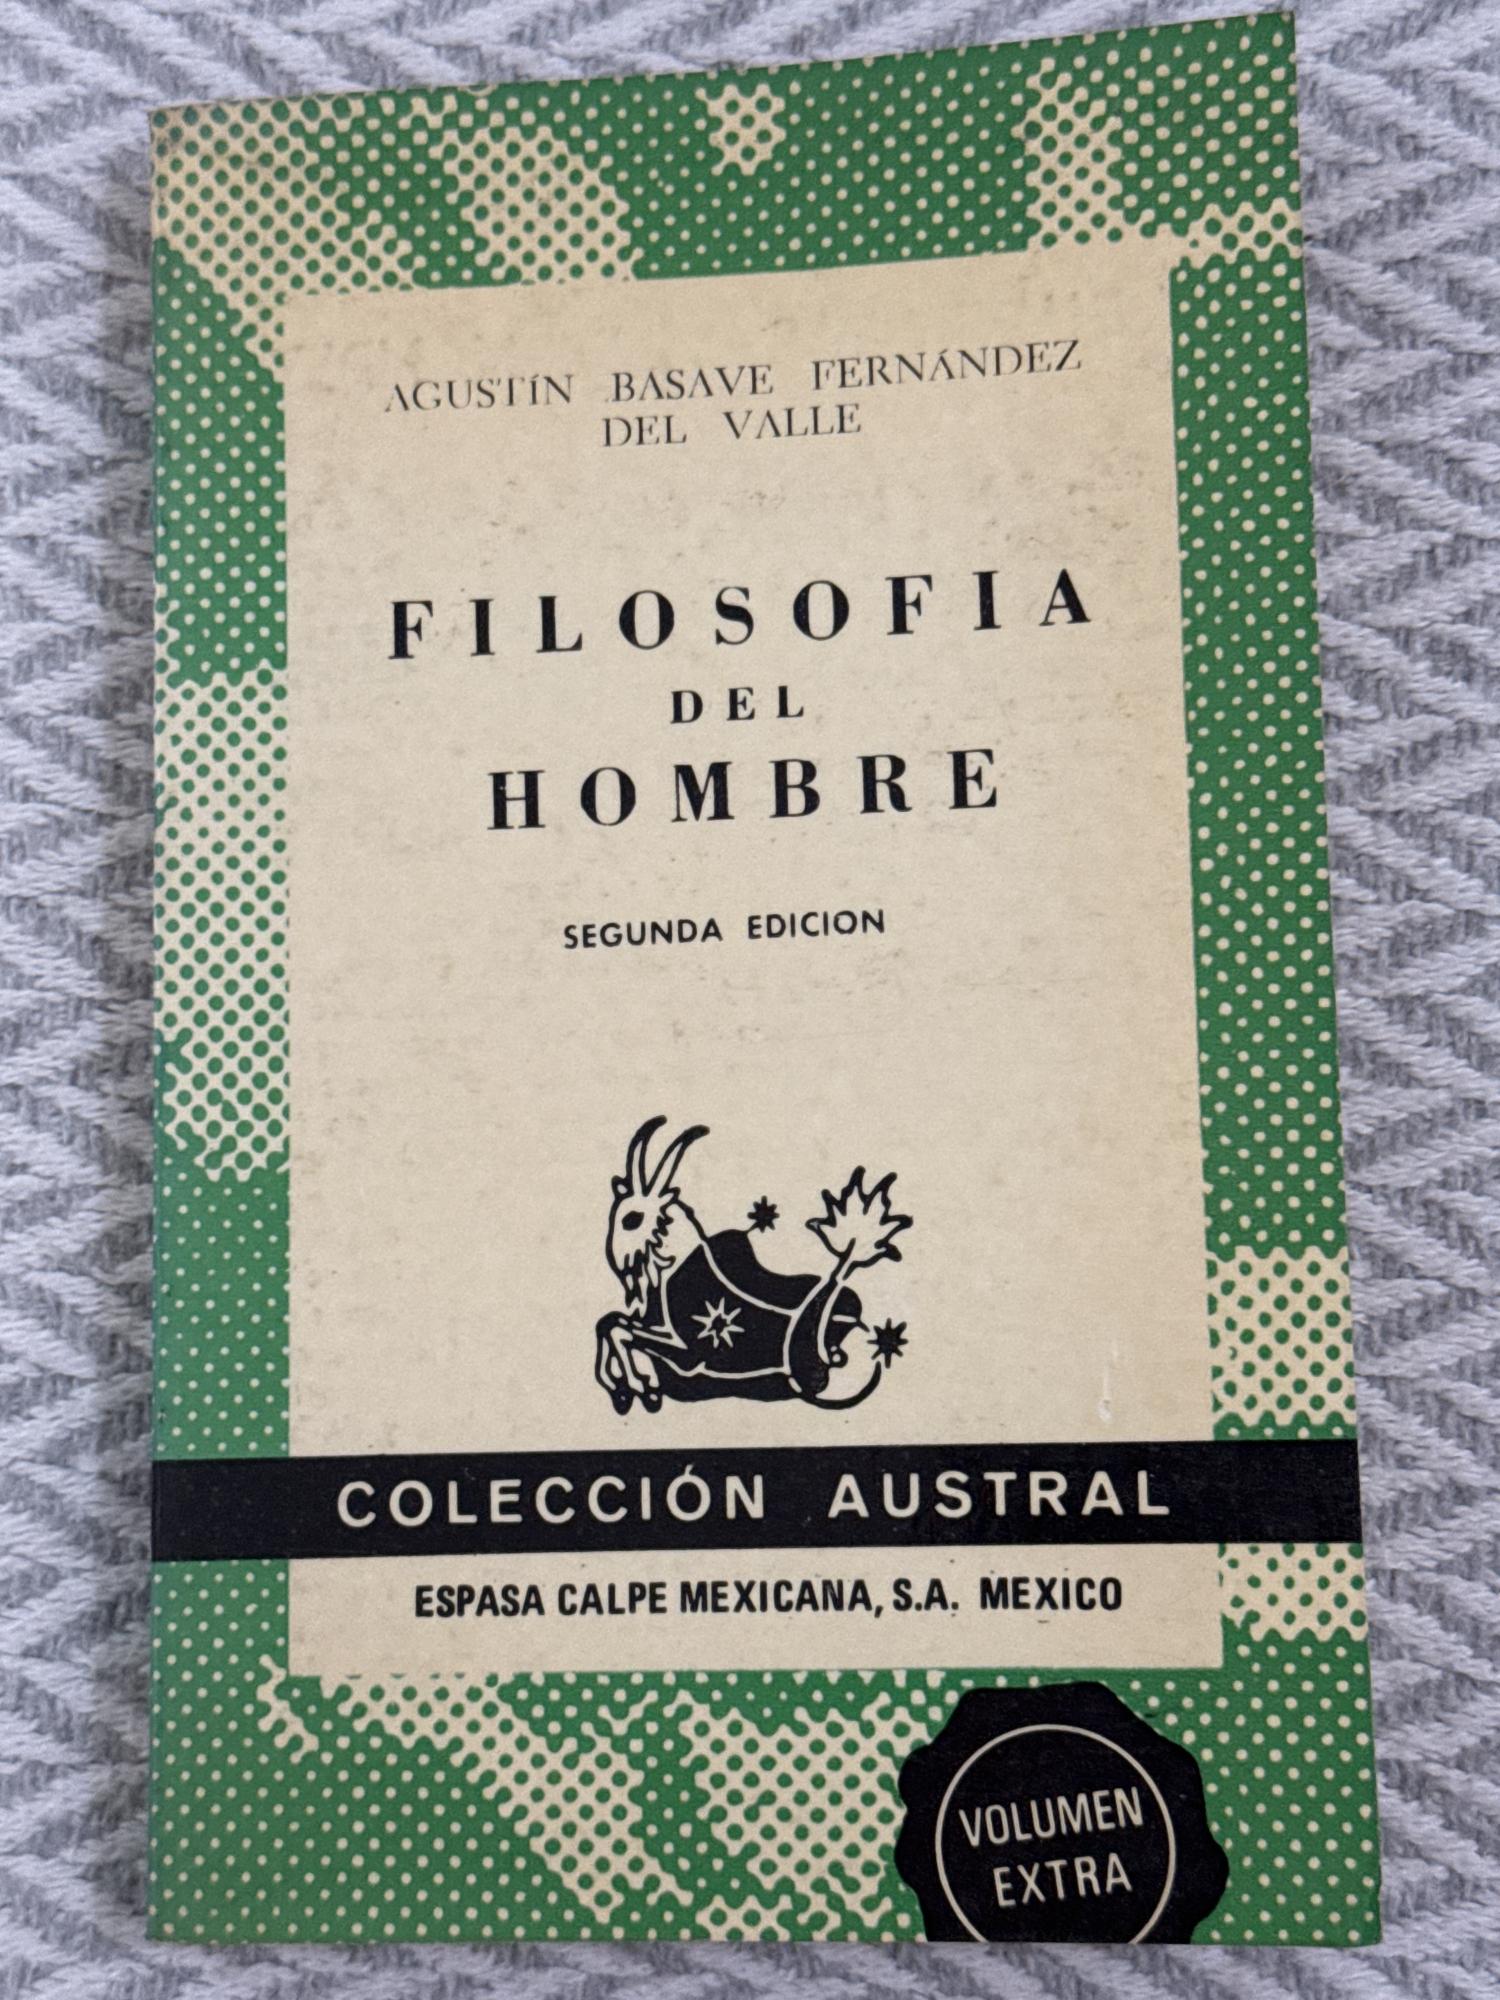 AGUSTÍN BASAVE FERNÁNDEZ
DEL VALLE
FILOSOFIA
DEL
HOMBRE
SEGUNDA EDICION
COLECCIÓN AUSTRAL
ESPASA CALPE MEXICANA, S.A. MEXICO
VOLUMEN
EXTRA